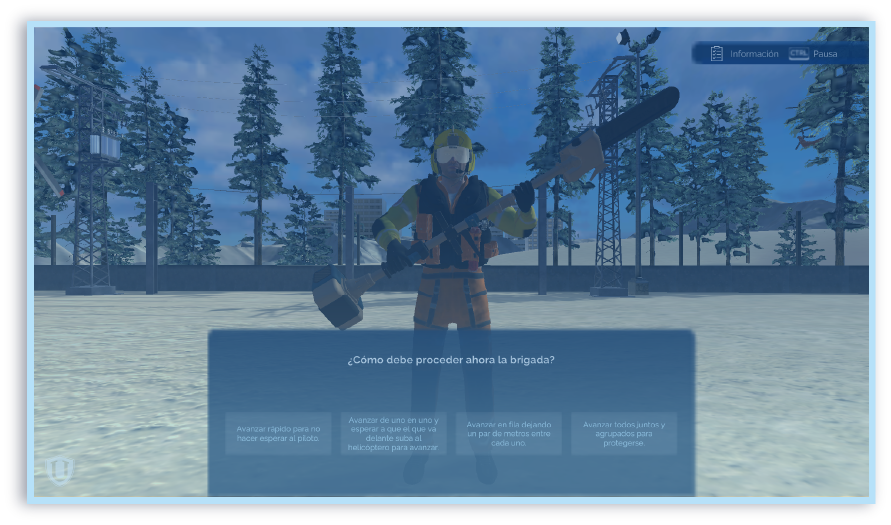 Información CTRL Pausa
¿Cómo debe proceder ahora la brigada?
Avanzar rápido para no
hacer esperar al piloto.
Avanzar de uno en uno y
esperar a que el que va
delante suba al
helicóptero para avanzar.
Avanzar en fila dejando
un par de metros entre
cada uno.
Avanzar todos juntos y
agrupados para
protegerse.